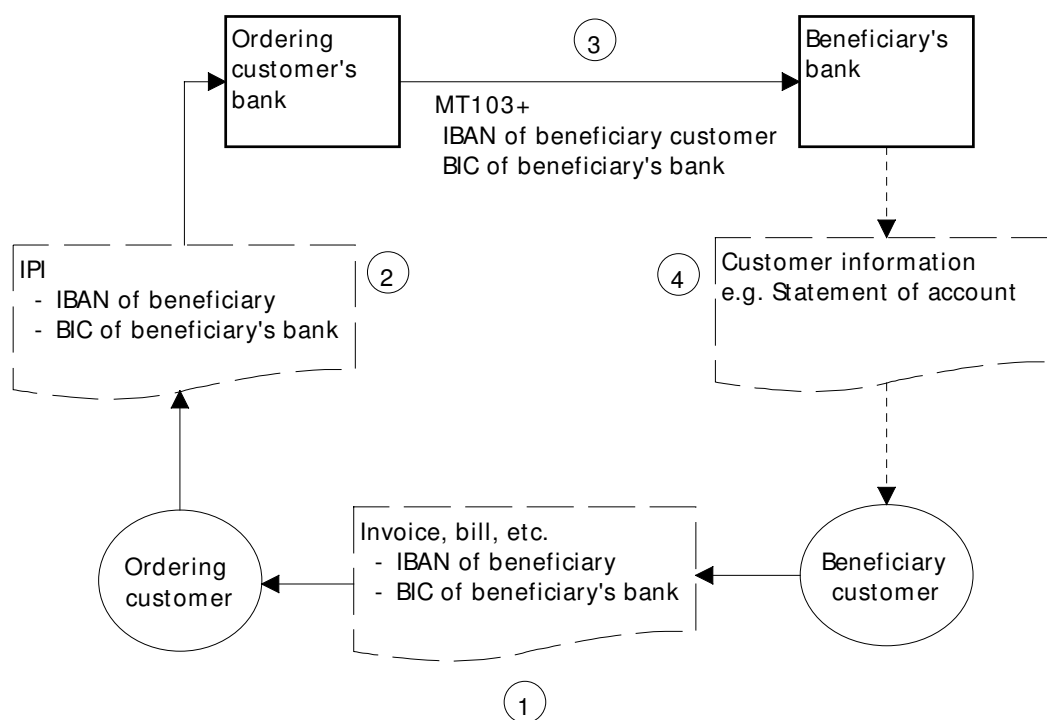 Ordering
customer's
bank
3
Beneficiary's
bank
MT103+
IBAN of beneficiary customer
BIC of beneficiary's bank
IPI
- IBAN of beneficiary
- BIC of beneficiary's bank
2
4
Customer information
e.g. Statement of account
Ordering
customer
Invoice, bill, etc.
- IBAN of beneficiary
- BIC of beneficiary's bank
Beneficiary
customer
1